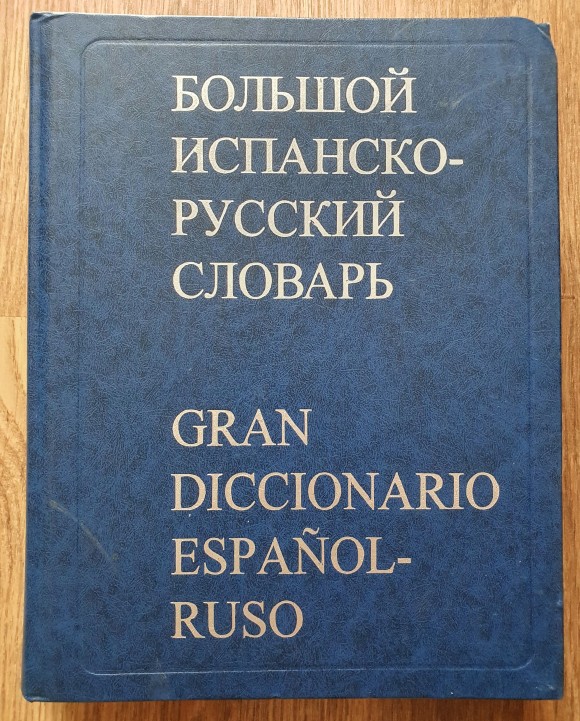 БОЛЬШОЙ
ИСПАНСКО-
РУССКИЙ
СЛОВАРЬ
GRAN
DICCIONARIO
ESPAÑOL-
RUSO